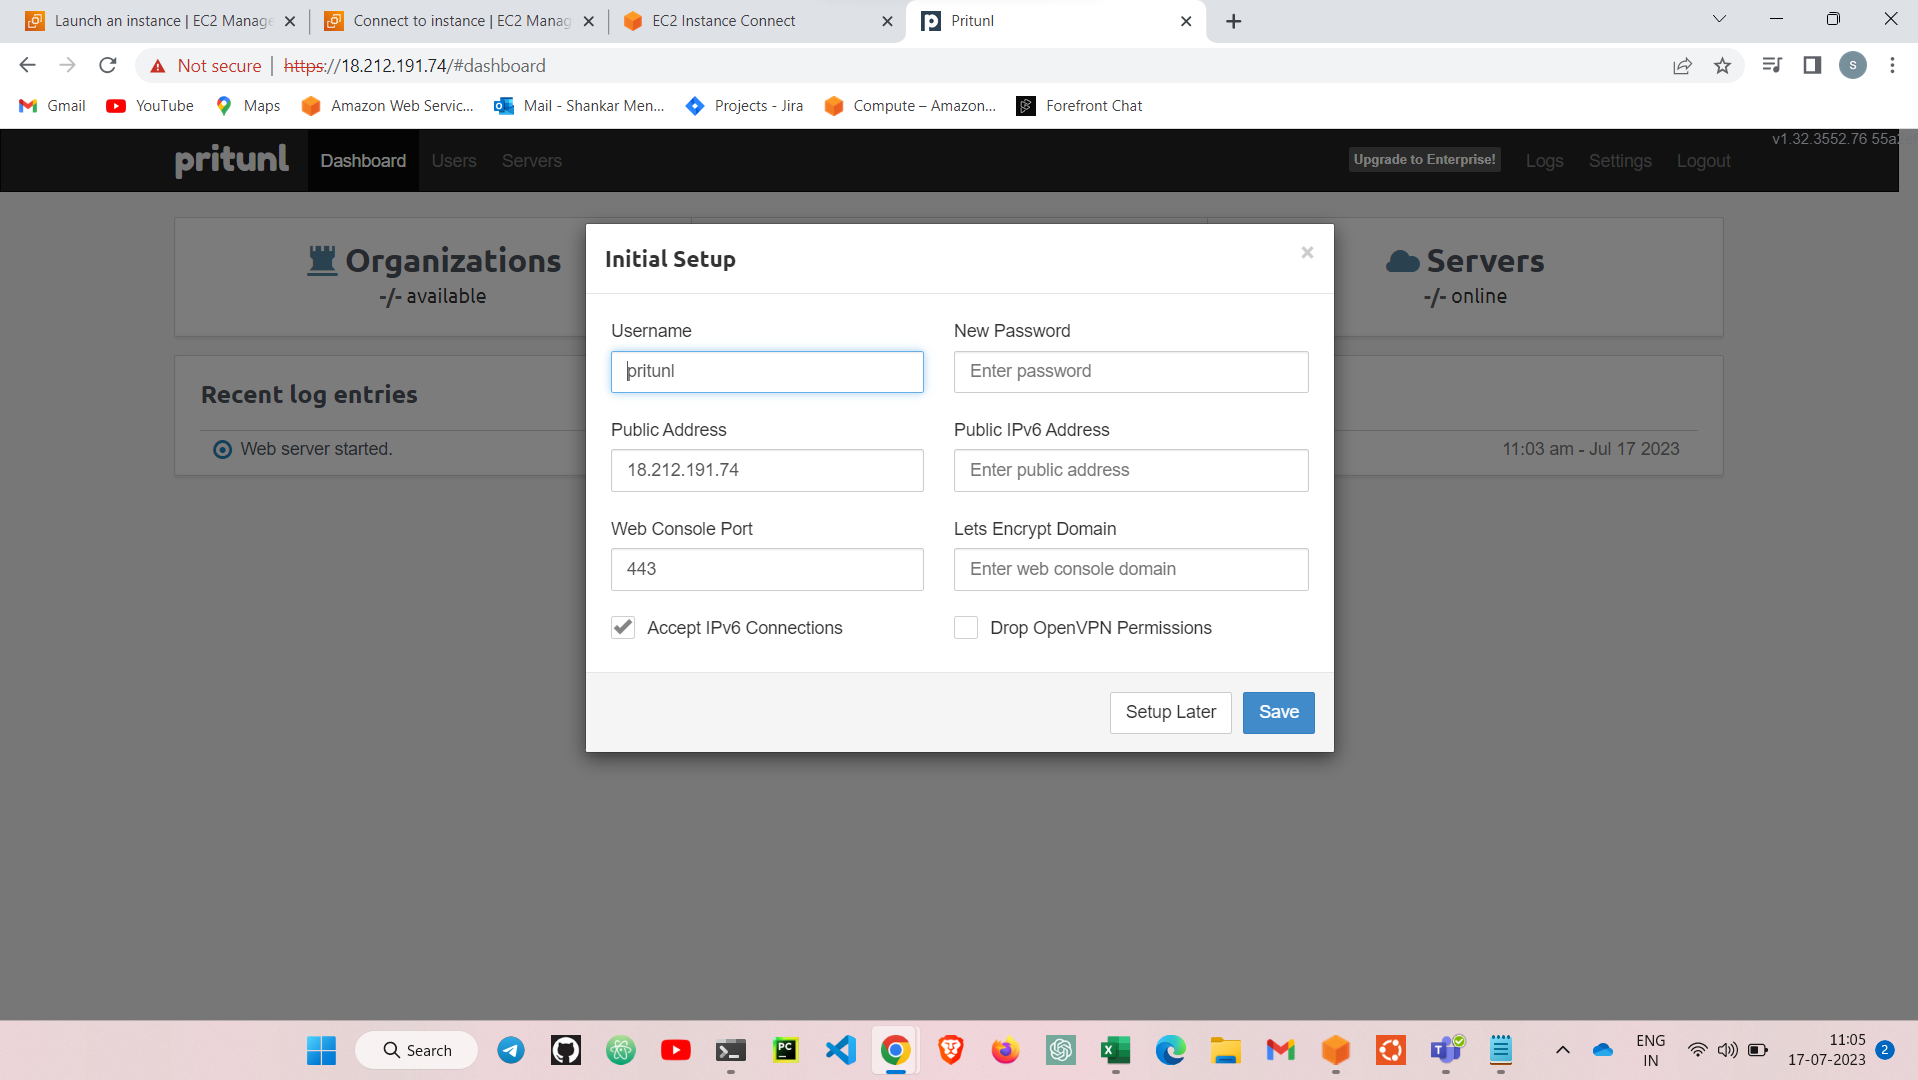 Launch an instance | EC2 Manage
Connect to instance | EC2 Manag
EC2 Instance Connect
Pritunl
Not secure | https://18.212.191.74/#dashboard
S
Gmail
YouTube
Maps
Amazon Web Servic...
Mail - Shankar Men...
Projects - Jira
Compute – Amazon...
Forefront Chat
v1.32.3552.76 55a
pritunl
Dashboard
Users
Servers
Upgrade to Enterprise!
Logs
Settings
Logout
Organizations
-/- available
Servers
-/- online
Recent log entries
Web server started.
11:03 am - Jul 17 2023
Initial Setup
×
Username
New Password
pritunl
Enter password
Public Address
Public IPv6 Address
18.212.191.74
Enter public address
Web Console Port
Lets Encrypt Domain
443
Enter web console domain
Accept IPv6 Connections
Drop OpenVPN Permissions
Setup Later
Save
Search
PC
ENG
IN
11:05
17-07-2023
2